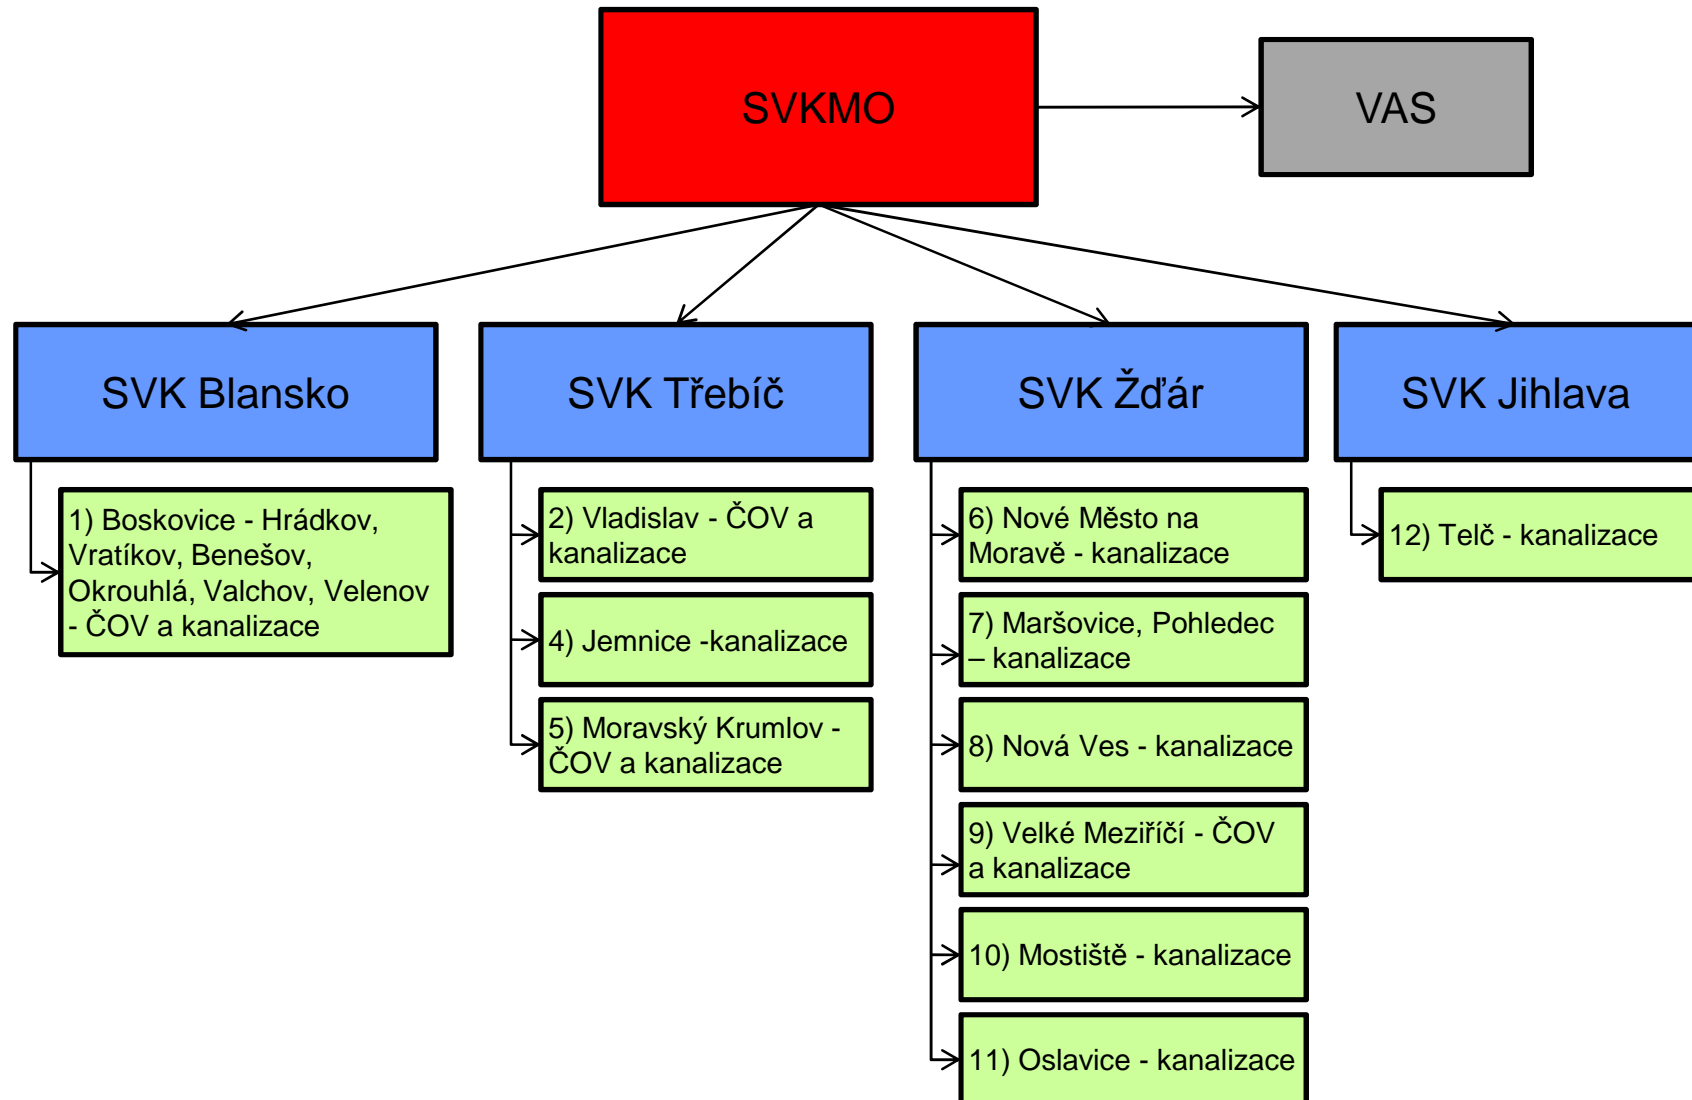 SVKMO
VAS
SVK Blansko
SVK Třebíč
SVK Žďár
SVK Jihlava
1) Boskovice - Hrádkov,
Vratíkov, Benešov,
Okrouhlá, Valchov, Velenov
- ČOV a kanalizace
2) Vladislav - ČOV a
kanalizace
4) Jemnice -kanalizace
5) Moravský Krumlov -
ČOV a kanalizace
6) Nové Město na
Moravě - kanalizace
7) Maršovice, Pohledec
– kanalizace
8) Nová Ves - kanalizace
9) Velké Meziříčí - ČOV
a kanalizace
10) Mostiště - kanalizace
11) Oslavice - kanalizace
12) Telč - kanalizace